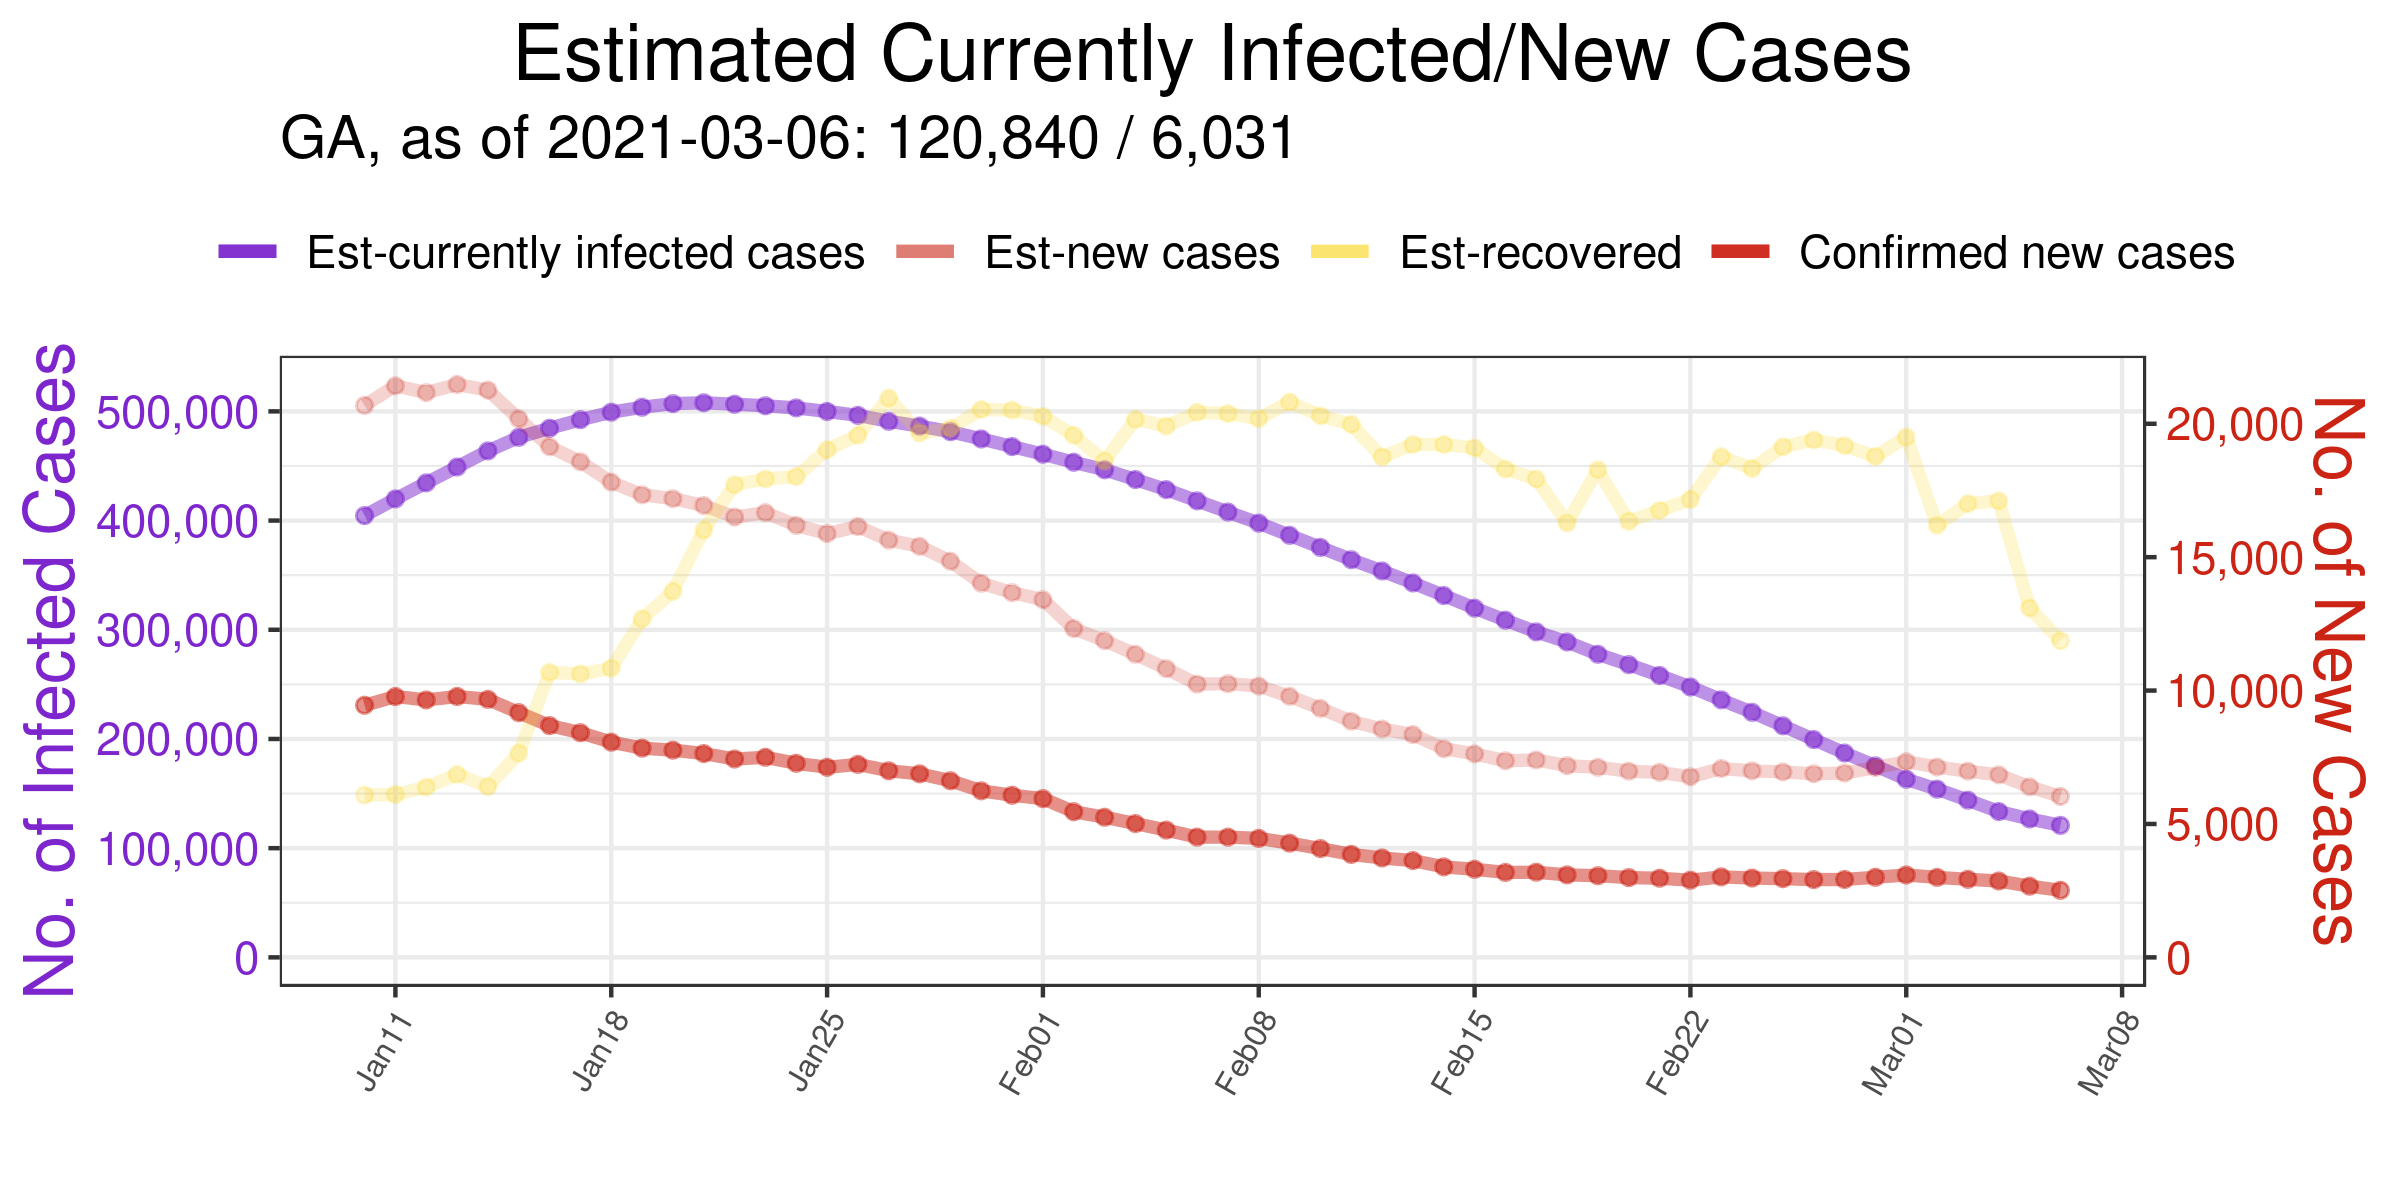 Estimated Currently Infected/New Cases
GA, as of 2021-03-06: 120,840 / 6,031
Est-currently infected cases Est-new cases Est-recovered Confirmed new cases
No. of Infected Cases
500,000
400,000
300,000
200,000
100,000
0
20,000
15,000
10,000
5,000
0
No. of New Cases
Jan11 Jan18 Jan25 Feb01 Feb08 Feb15 Feb22 Mar01 Mar08